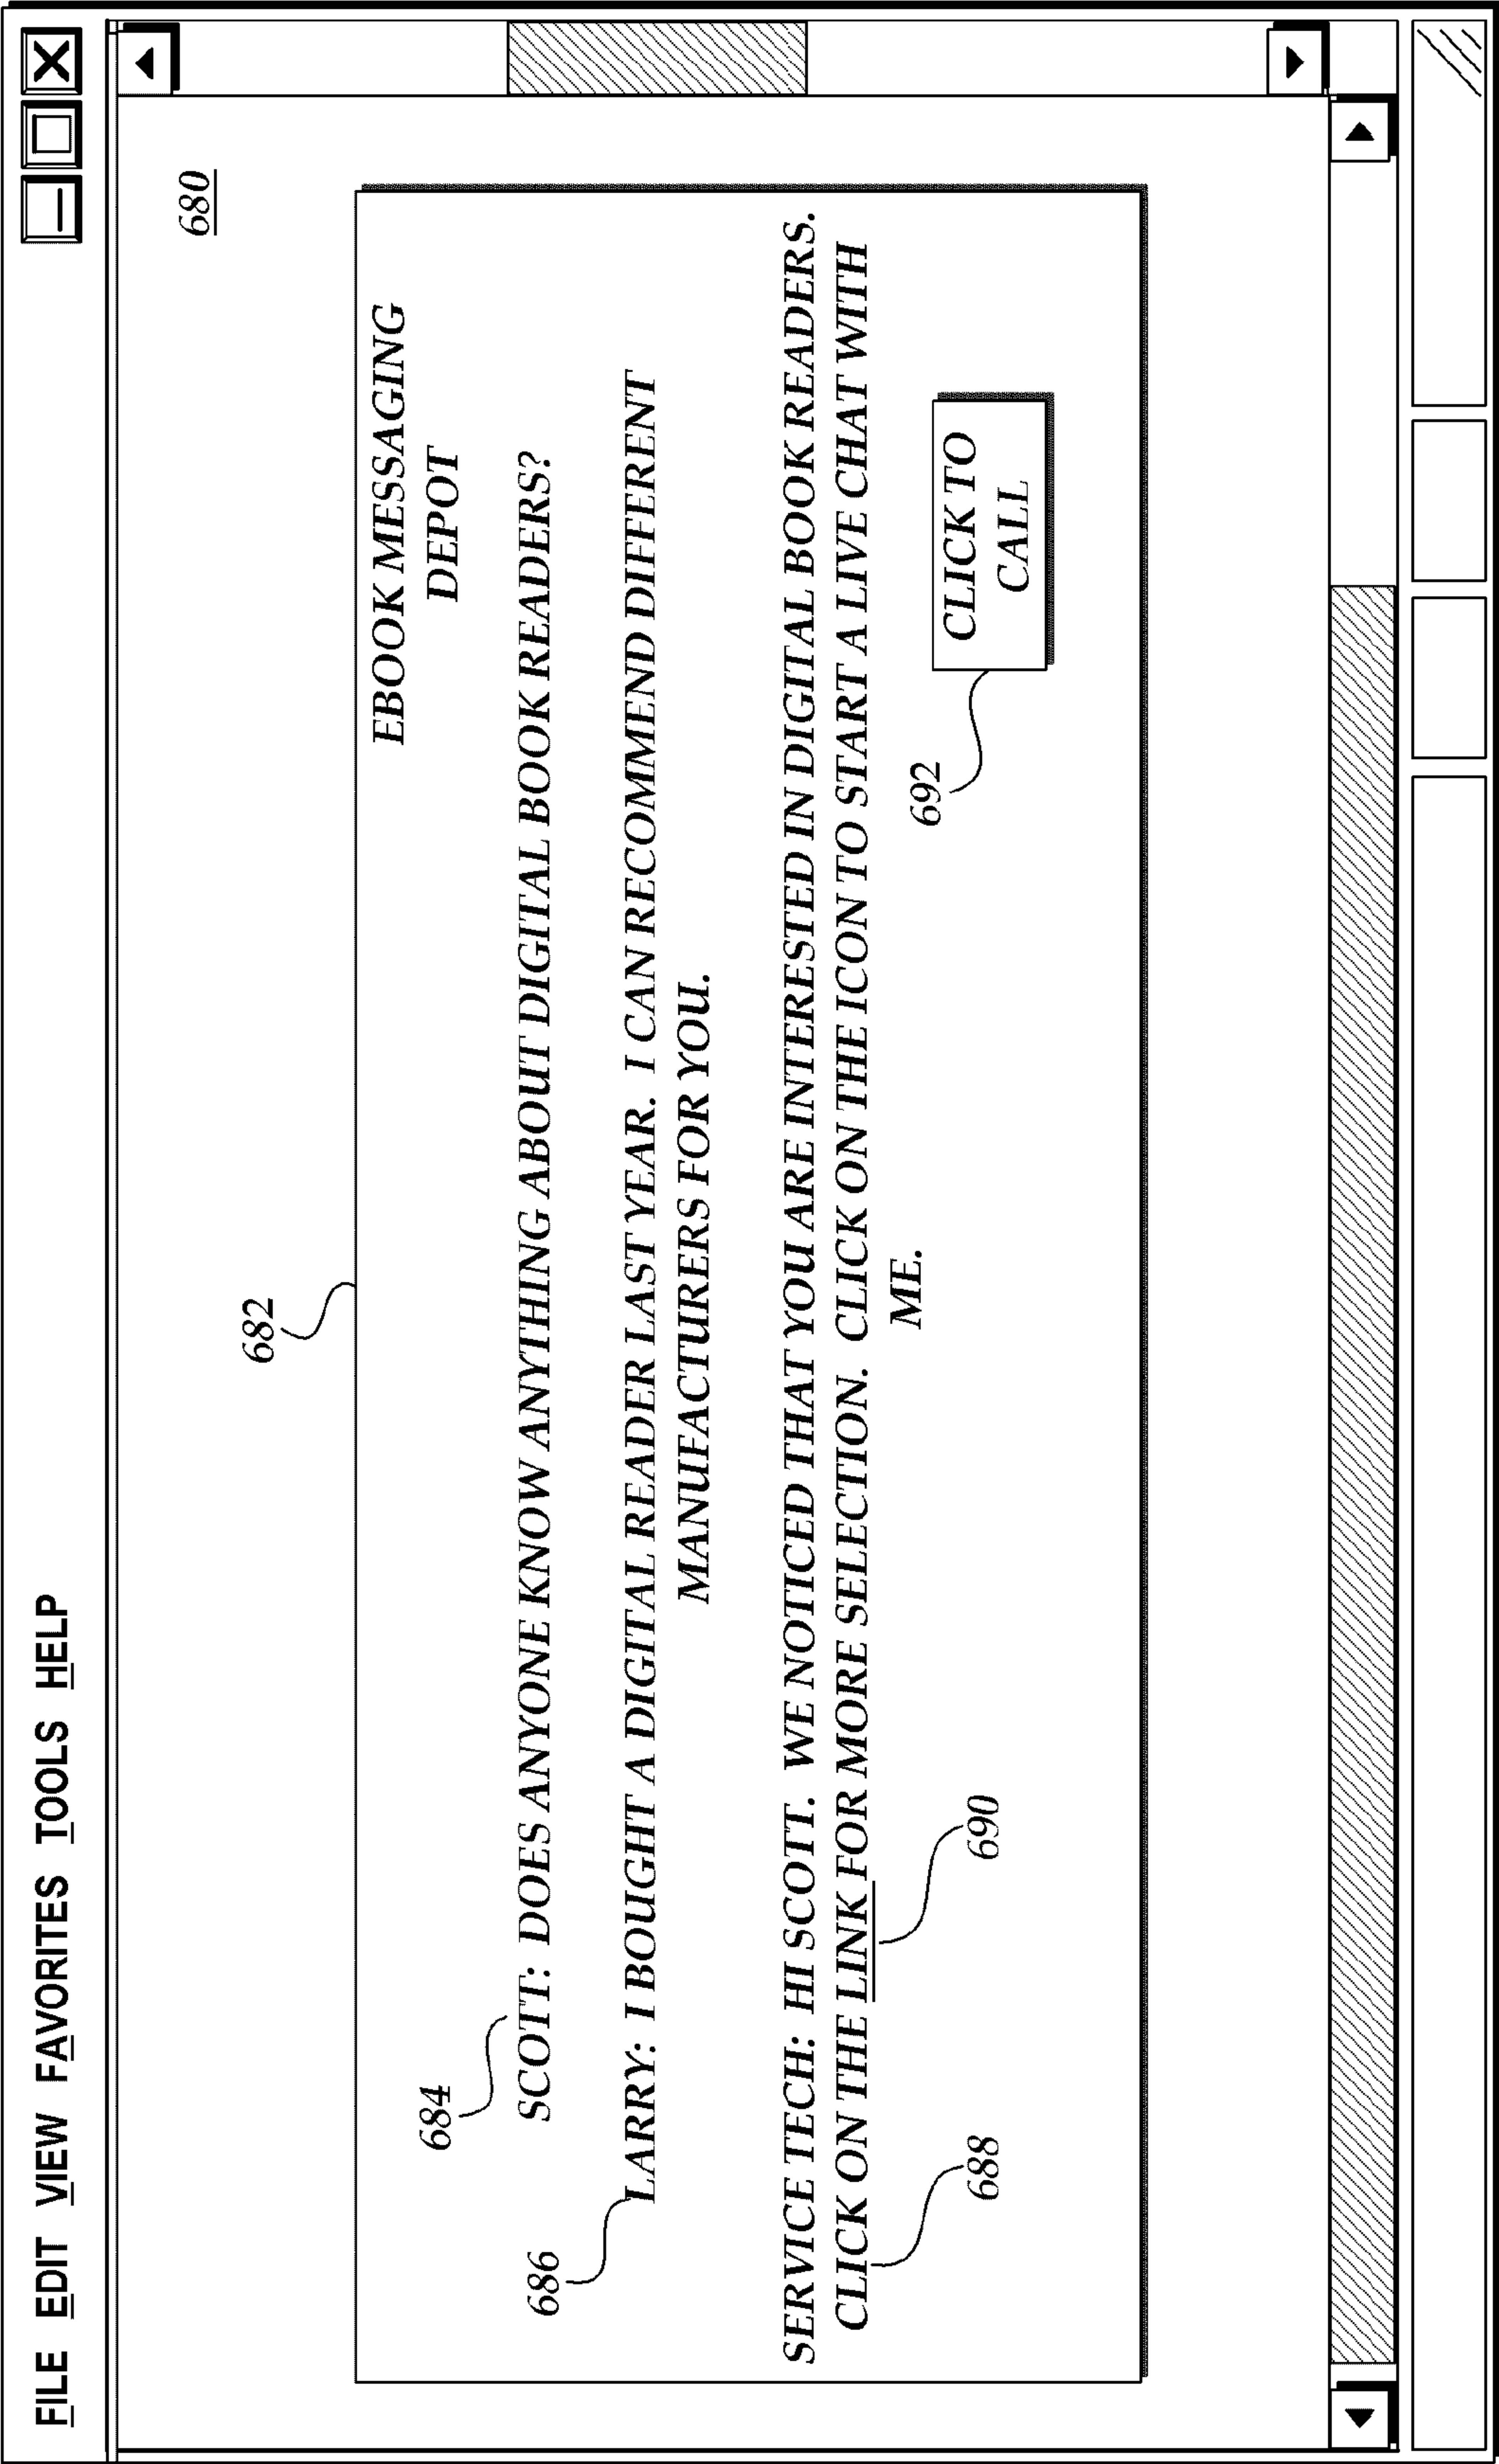 FILE EDIT VIEW FAVORITES TOOLS HELP
680
682
EBOOK MESSAGING
DEPOT
684
SCOTT: DOES ANYONE KNOW ANYTHING ABOUT DIGITAL BOOK READERS?
686
LARRY: I BOUGHT A DIGITAL READER LAST YEAR. I CAN RECOMMEND DIFFERENT
MANUFACTURERS FOR YOU.
SERVICE TECH: HI SCOTT. WE NOTICED THAT YOU ARE INTERESTED IN DIGITAL BOOK READERS.
CLICK ON THE LINK FOR MORE SELECTION. CLICK ON THE ICON TO START A LIVE CHAT WITH
ME.
688
690
692
CLICK TO
CALL